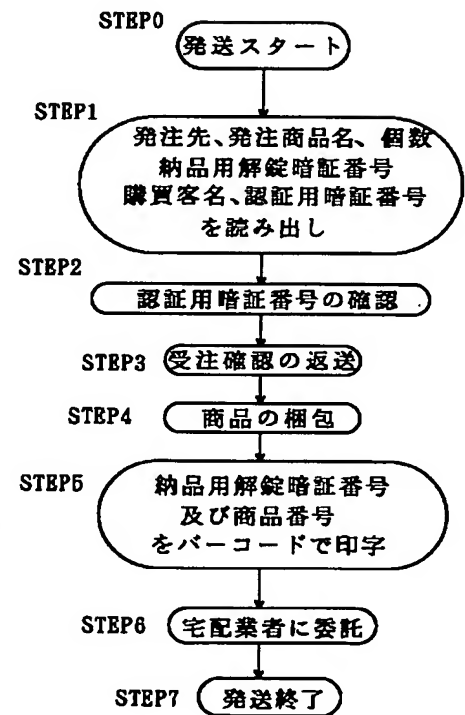 STEP0
発送スタート
STEP1
発注先、発注商品名、個数
納品用解錠暗証番号
購買客名、認証用暗証番号
を読み出し
STEP2
認証用暗証番号の確認
STEP3
受注確認の返送
STEP4
商品の梱包
STEP5
納品用解錠暗証番号
及び商品番号
をバーコードで印字
STEP6
宅配業者に委託
STEP7
発送終了